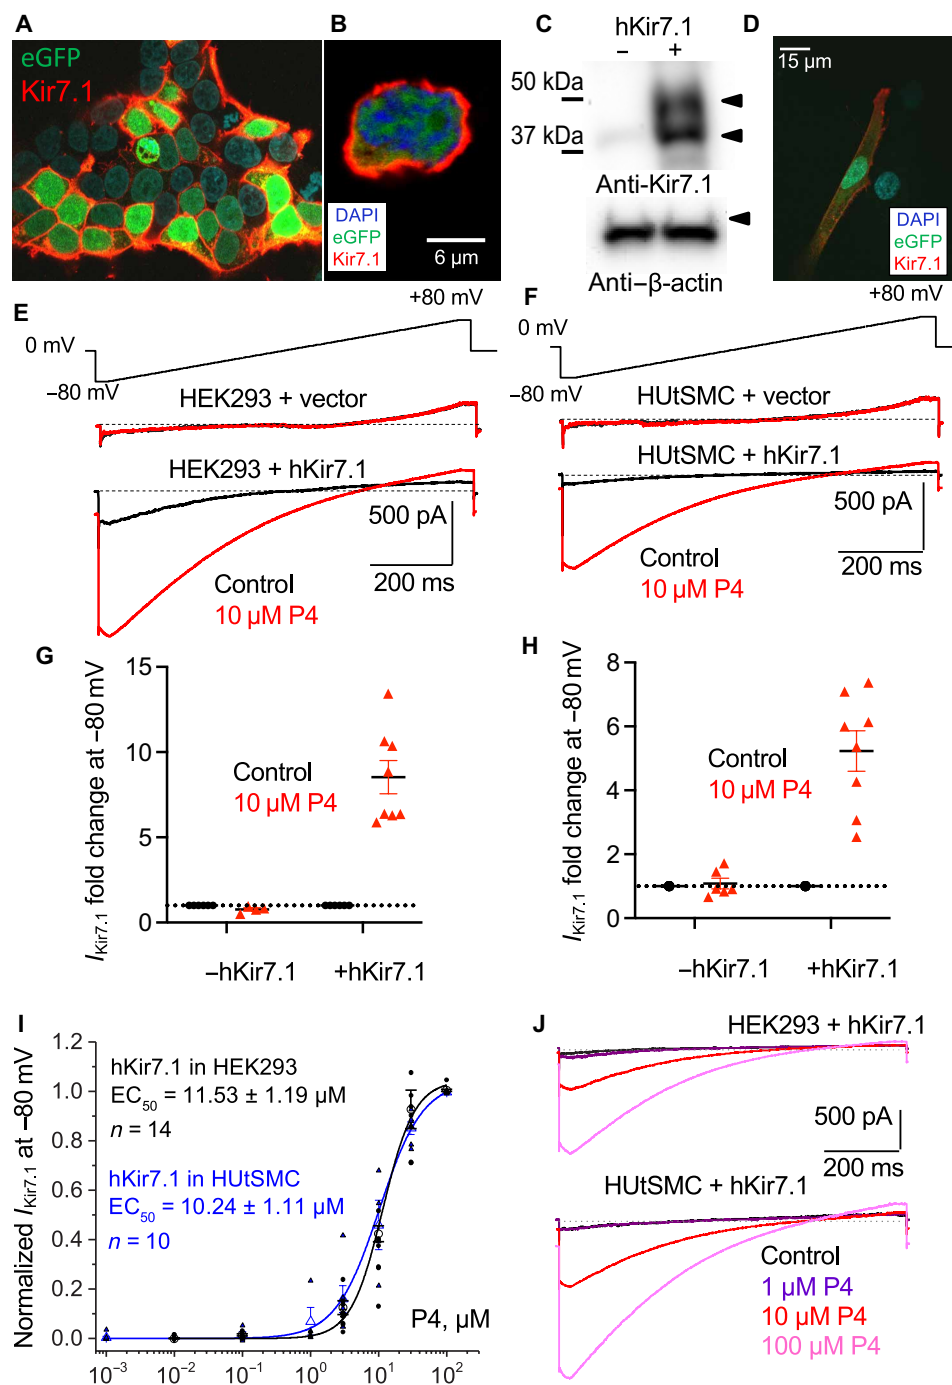 A
eGFP
Kir7.1
B
DAPI
eGFP
Kir7.1
6 µm
C
hKir7.1
– +
50 kDa
37 kDa
Anti-Kir7.1
Anti–β-actin
D
15 µm
DAPI
eGFP
Kir7.1
E
+80 mV
0 mV
–80 mV
HEK293 + vector
HEK293 + hKir7.1
500 pA
200 ms
Control
10 µM P4
F
+80 mV
0 mV
–80 mV
HUtSMC + vector
HUtSMC + hKir7.1
500 pA
200 ms
Control
10 µM P4
G
I Kir7.1 fold change at –80 mV
15
10
5
1
0
Control
10 µM P4
–hKir7.1 +hKir7.1
H
I Kir7.1 fold change at –80 mV
8
6
4
2
0
Control
10 µM P4
–hKir7.1 +hKir7.1
I
Normalized I Kir7.1 at –80 mV
1.2
1.0
0.8
0.6
0.4
0.2
0.0
hKir7.1 in HEK293
EC50 = 11.53 ± 1.19 µM
n = 14
hKir7.1 in HUtSMC
EC50 = 10.24 ± 1.11 µM
n = 10
P4, µM
10⁻³ 10⁻² 10⁻¹ 10⁰ 10¹ 10²
J
HEK293 + hKir7.1
500 pA
200 ms
HUtSMC + hKir7.1
Control
1 µM P4
10 µM P4
100 µM P4